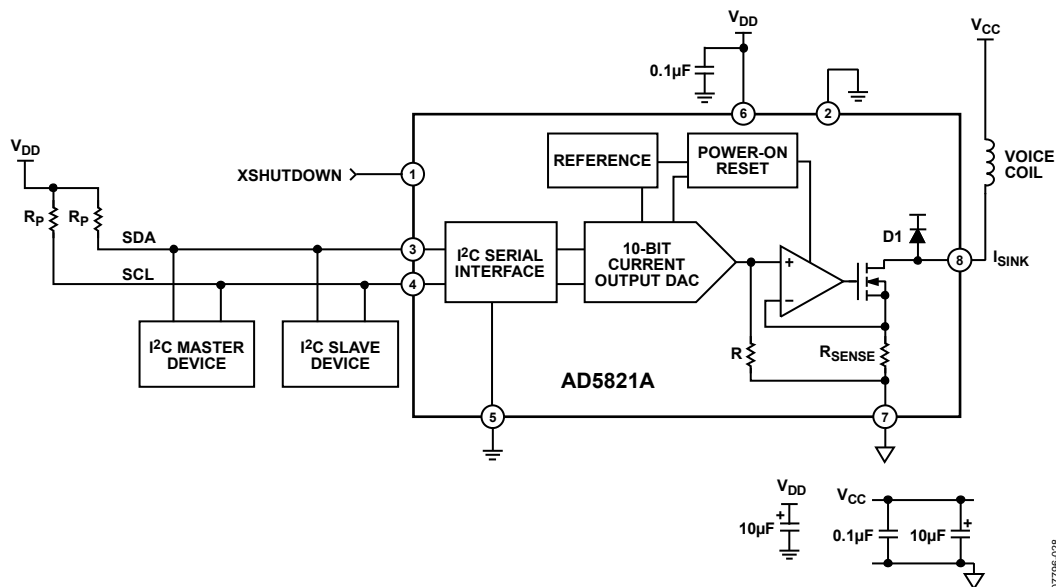 VDD
VCC
0.1µF
6
2
VDD
REFERENCE
POWER-ON
RESET
VOICE
COIL
XSHUTDOWN
1
RP
RP
D1
SDA
3
I²C SERIAL
INTERFACE
10-BIT
CURRENT
OUTPUT DAC
+
8
ISINK
SCL
4
–
I²C MASTER
DEVICE
I²C SLAVE
DEVICE
R
RSENSE
AD5821A
5
7
VDD
+
10µF
VCC
0.1µF
10µF
+
07796-028